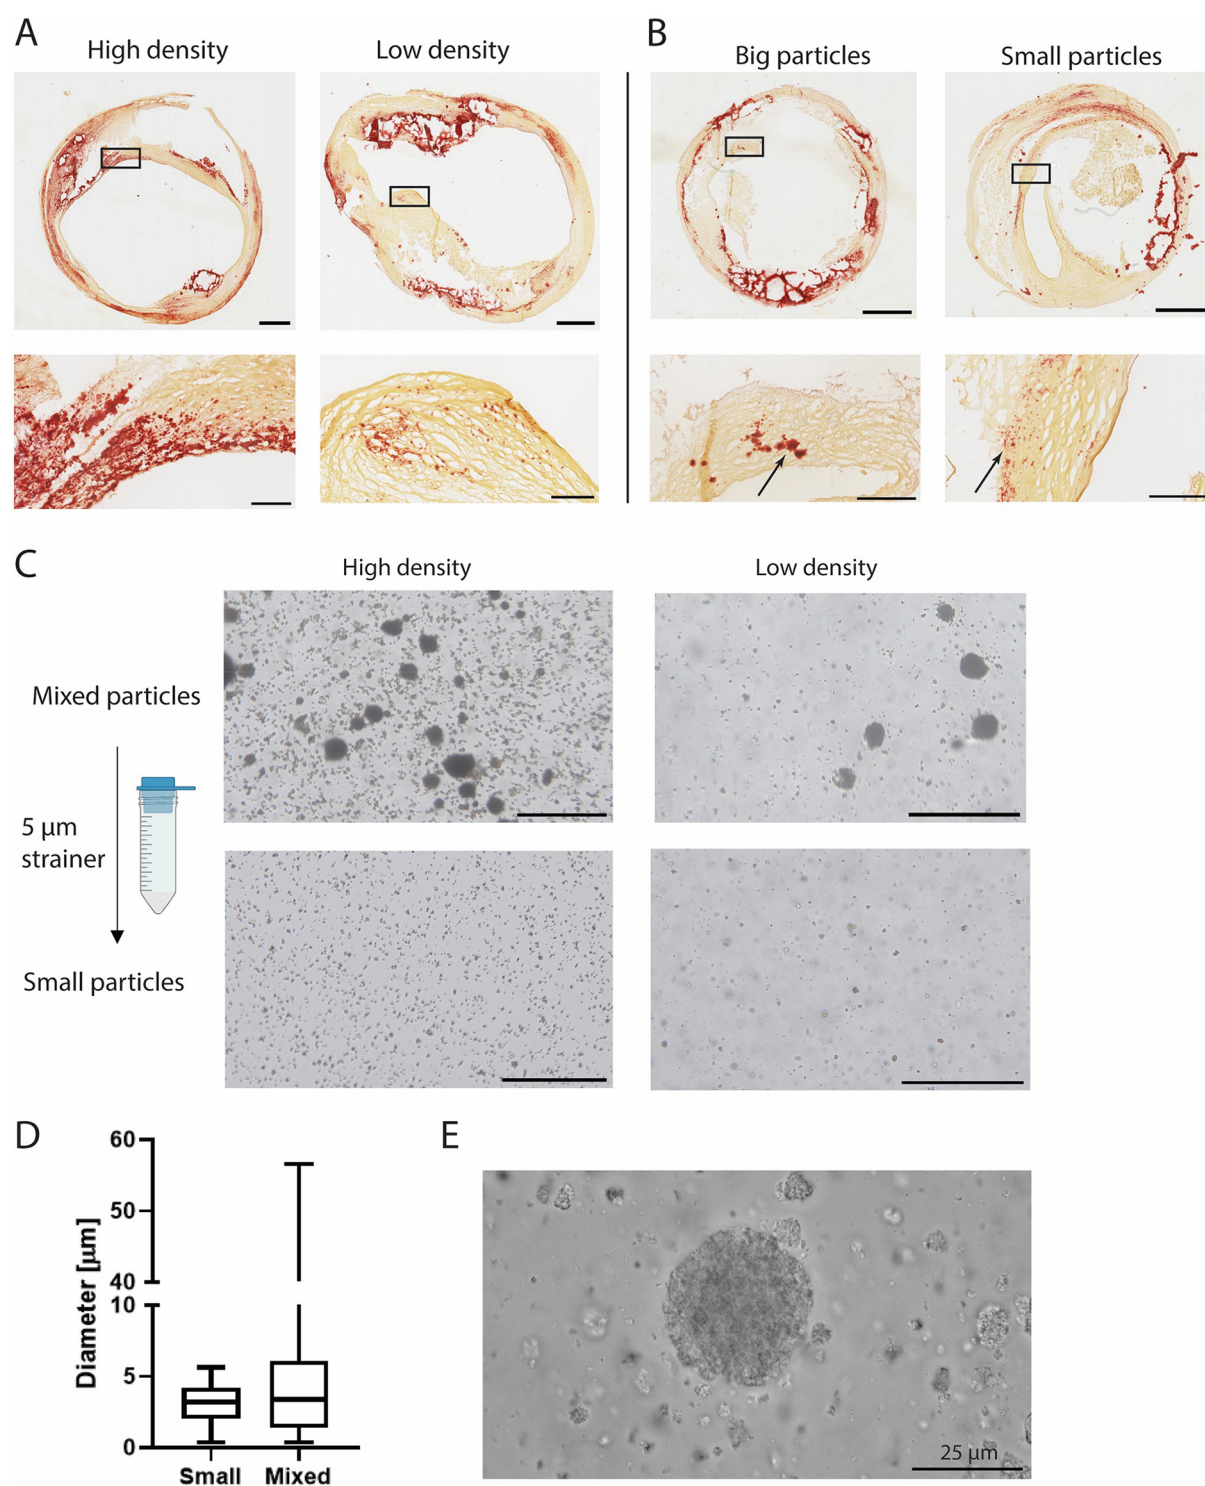 A
High density
Low density
B
Big particles
Small particles
C
High density
Low density
Mixed particles
5 µm
strainer
Small particles
D
60
50
40
10
5
0
Diameter [µm]
Small
Mixed
E
25 µm